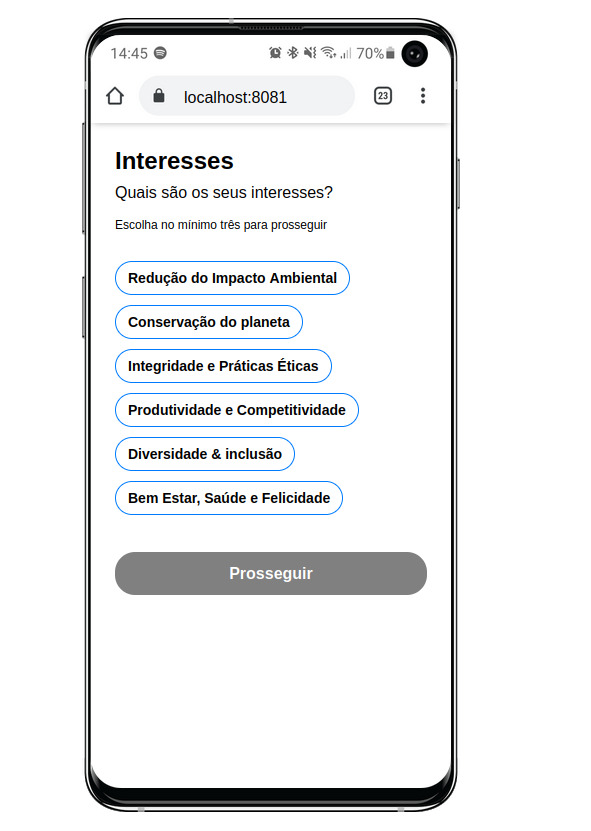 14:45
70%
localhost:8081
23
Interesses
Quais são os seus interesses?
Escolha no mínimo três para prosseguir
Redução do Impacto Ambiental
Conservação do planeta
Integridade e Práticas Éticas
Produtividade e Competitividade
Diversidade & inclusão
Bem Estar, Saúde e Felicidade
Prosseguir